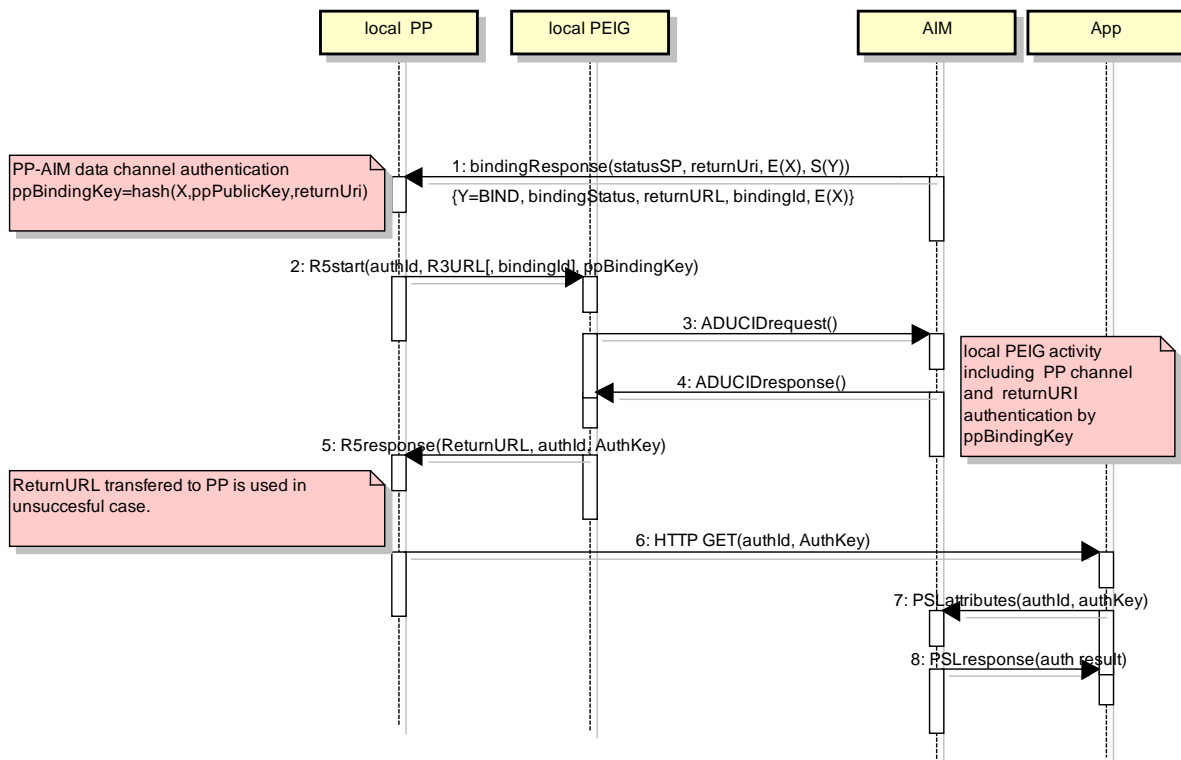 local PP
local PEIG
AIM
App
PP-AIM data channel authentication
ppBindingKey=hash(X,ppPublicKey,returnUri)
1: bindingResponse(statusSP, returnUri, E(X), S(Y))
{Y=BIND, bindingStatus, returnURL, bindingId, E(X)}
2: R5start(authId, R3URL[, bindingId], ppBindingKey)
3: ADUCIDrequest()
local PEIG activity
including PP channel
and returnURI
authentication by
ppBindingKey
4: ADUCIDresponse()
5: R5response(ReturnURL, authId, AuthKey)
ReturnURL transfered to PP is used in
unsuccesful case.
6: HTTP GET(authId, AuthKey)
7: PSLattributes(authId, authKey)
8: PSLresponse(auth result)